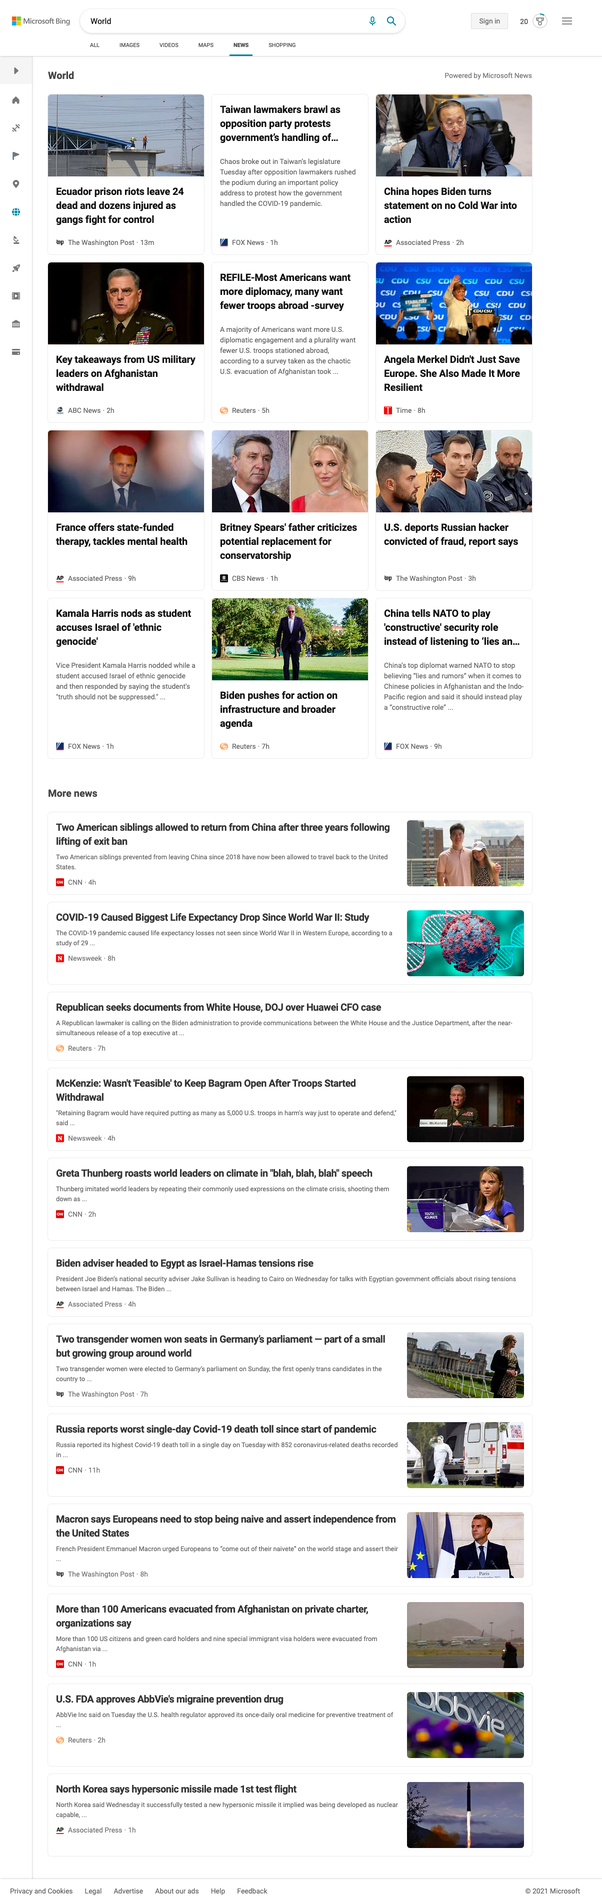 Microsoft Bing
World
Sign in
20
ALL
IMAGES
VIDEOS
MAPS
NEWS
SHOPPING
World
Powered by Microsoft News
Ecuador prison riots leave 24
dead and dozens injured as
gangs fight for control
The Washington Post · 13m
Taiwan lawmakers brawl as
opposition party protests
government's handling of…
Chaos broke out in Taiwan's legislature
Tuesday after opposition lawmakers rushed
the podium during an important policy
address to protest how the government
handled the COVID-19 pandemic.
FOX News · 1h
China hopes Biden turns
statement on no Cold War into
action
AP Associated Press · 2h
Key takeaways from US military
leaders on Afghanistan
withdrawal
ABC News · 2h
REFILE-Most Americans want
more diplomacy, many want
fewer troops abroad -survey
A majority of Americans want more U.S.
diplomatic engagement and a plurality want
fewer U.S. troops stationed abroad,
according to a survey taken as the chaotic
U.S. evacuation of Afghanistan took ...
Reuters · 5h
CDU CSU
Angela Merkel Didn't Just Save
Europe. She Also Made It More
Resilient
Time · 8h
France offers state-funded
therapy, tackles mental health
AP Associated Press · 9h
Britney Spears' father criticizes
potential replacement for
conservatorship
CBS News · 1h
U.S. deports Russian hacker
convicted of fraud, report says
The Washington Post · 3h
Kamala Harris nods as student
accuses Israel of 'ethnic
genocide'
Vice President Kamala Harris nodded while a
student accused Israel of ethnic genocide
and then responded by saying the student's
"truth should not be suppressed." ...
FOX News · 1h
Biden pushes for action on
infrastructure and broader
agenda
Reuters · 7h
China tells NATO to play
'constructive' security role
instead of listening to 'lies an…
China's top diplomat warned NATO to stop
believing "lies and rumors" when it comes to
Chinese policies in Afghanistan and the Indo-
Pacific region and said it should instead play
a "constructive role" ...
FOX News · 9h
More news
Two American siblings allowed to return from China after three years following
lifting of exit ban
Two American siblings prevented from leaving China since 2018 have now been allowed to travel back to the United
States.
CNN · 4h
COVID-19 Caused Biggest Life Expectancy Drop Since World War II: Study
The COVID-19 pandemic caused life expectancy losses not seen since World War II in Western Europe, according to a
study of 29 ...
N Newsweek · 8h
Republican seeks documents from White House, DOJ over Huawei CFO case
A Republican lawmaker is calling on the Biden administration to provide communications between the White House and the Justice Department, after the near-
simultaneous release of a top executive at ...
Reuters · 7h
McKenzie: Wasn't 'Feasible' to Keep Bagram Open After Troops Started
Withdrawal
"Retaining Bagram would have required putting as many as 5,000 U.S. troops in harm's way just to operate and defend,"
said ...
N Newsweek · 4h
Greta Thunberg roasts world leaders on climate in "blah, blah, blah" speech
Thunberg imitated world leaders by repeating their commonly used expressions on the climate crisis, shooting them
down as ...
CNN · 2h
Biden adviser headed to Egypt as Israel-Hamas tensions rise
President Joe Biden's national security adviser Jake Sullivan is heading to Cairo on Wednesday for talks with Egyptian government officials about rising tensions
between Israel and Hamas. The Biden ...
AP Associated Press · 4h
Two transgender women won seats in Germany's parliament — part of a small
but growing group around world
Two transgender women were elected to Germany's parliament on Sunday, the first openly trans candidates in the
country to ...
The Washington Post · 7h
Russia reports worst single-day Covid-19 death toll since start of pandemic
Russia reported its highest Covid-19 death toll in a single day on Tuesday with 852 coronavirus-related deaths recorded
in ...
CNN · 11h
Macron says Europeans need to stop being naive and assert independence from
the United States
French President Emmanuel Macron urged Europeans to "come out of their naivete" on the world stage and assert their
...
The Washington Post · 8h
Paris
More than 100 Americans evacuated from Afghanistan on private charter,
organizations say
More than 100 US citizens and green card holders and nine special immigrant visa holders were evacuated from
Afghanistan via ...
CNN · 1h
U.S. FDA approves AbbVie's migraine prevention drug
AbbVie Inc said on Tuesday the U.S. health regulator approved its once-daily oral medicine for preventive treatment of
...
Reuters · 2h
abbvie
North Korea says hypersonic missile made 1st test flight
North Korea said Wednesday it successfully tested a new hypersonic missile it implied was being developed as nuclear
capable, ...
AP Associated Press · 1h
Privacy and Cookies
Legal
Advertise
About our ads
Help
Feedback
© 2021 Microsoft